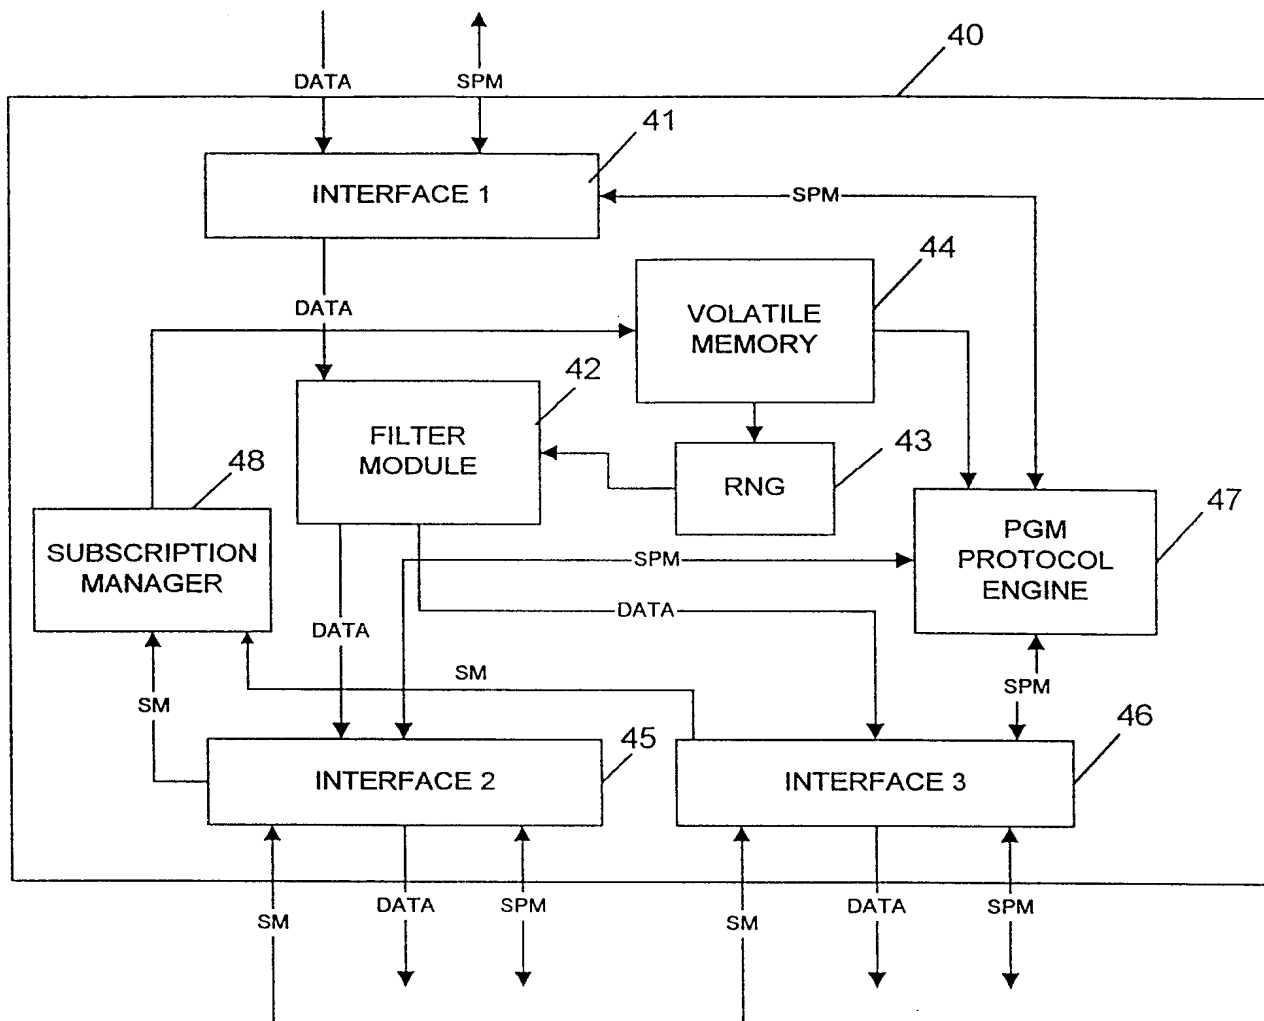 40
DATA
SPM
41
INTERFACE 1
SPM
44
DATA
VOLATILE
MEMORY
42
FILTER
MODULE
43
RNG
48
47
SUBSCRIPTION
MANAGER
PGM
PROTOCOL
ENGINE
SPM
DATA
DATA
SM
SM
SPM
45
46
INTERFACE 2
INTERFACE 3
SM
DATA
SPM
SM
DATA
SPM